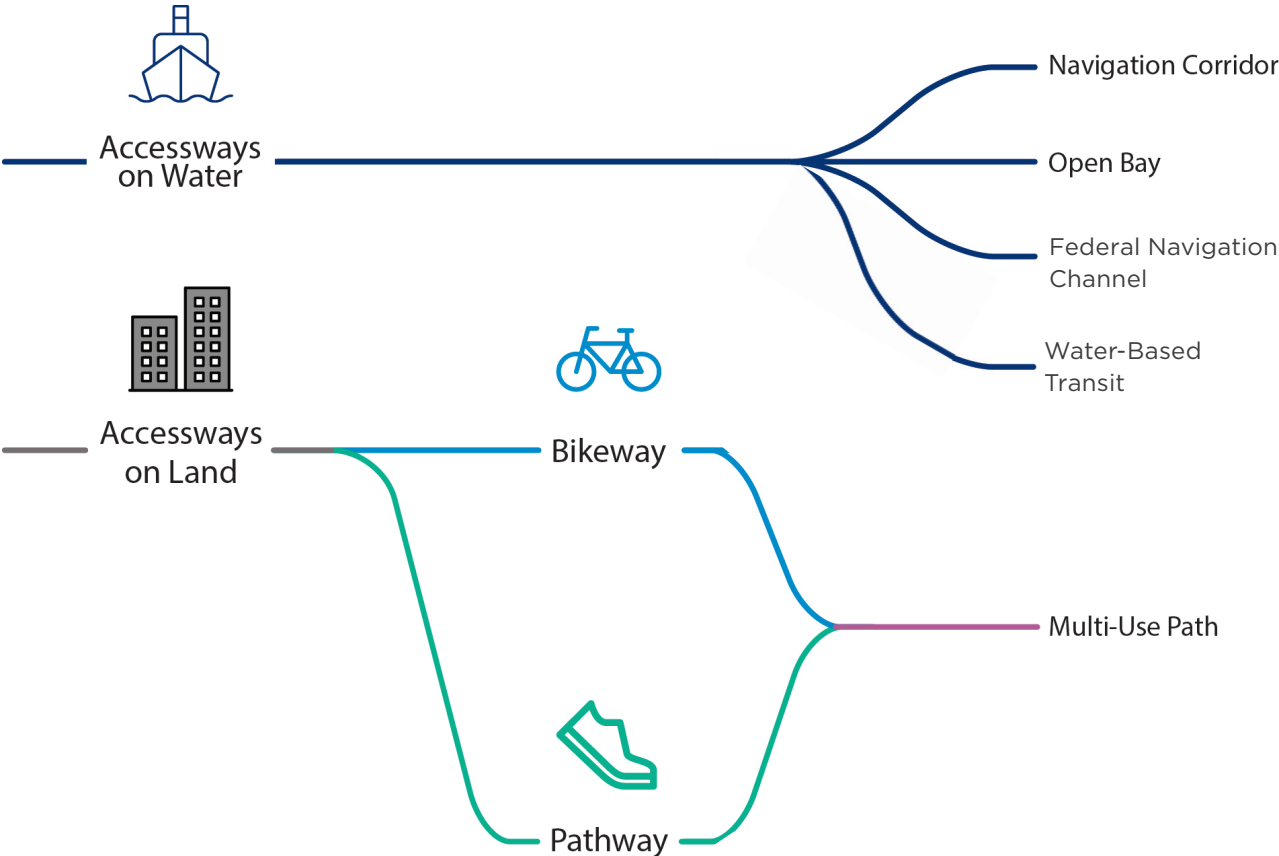 Accessways
on Water
Navigation Corridor
Open Bay
Federal Navigation
Channel
Water-Based
Transit
Accessways
on Land
Bikeway
Multi-Use Path
Pathway